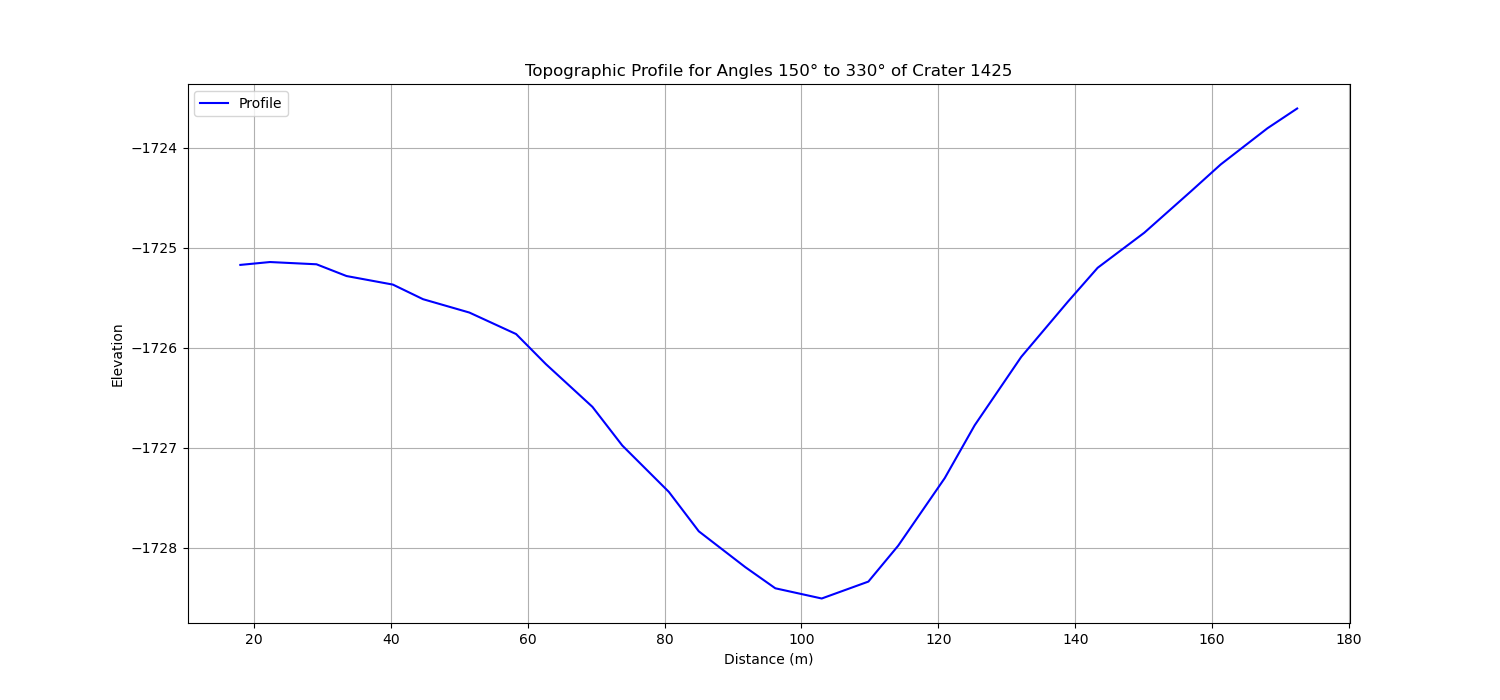 Topographic Profile for Angles 150° to 330° of Crater 1425
Profile
−1724
−1725
−1726
−1727
−1728
Elevation
20 40 60 80 100 120 140 160 180
Distance (m)